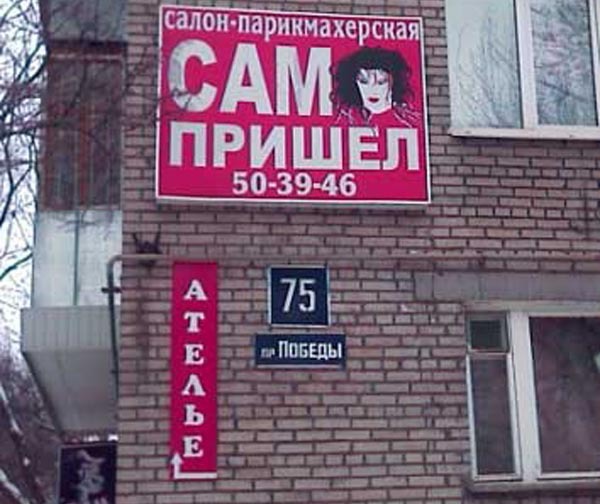 салон-парикмахерская
САМ
ПРИШЕЛ
50-39-46
75
пр ПОБЕДЫ
АТЕЛЬЕ